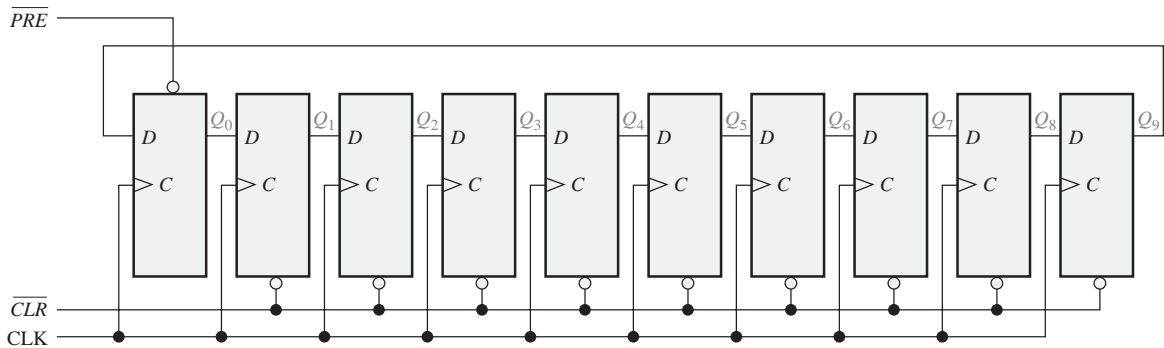 PRE
Q₀ Q₁ Q₂ Q₃ Q₄ Q₅ Q₆ Q₇ Q₈ Q₉
D D D D D D D D D D
C C C C C C C C C C
CLR
CLK